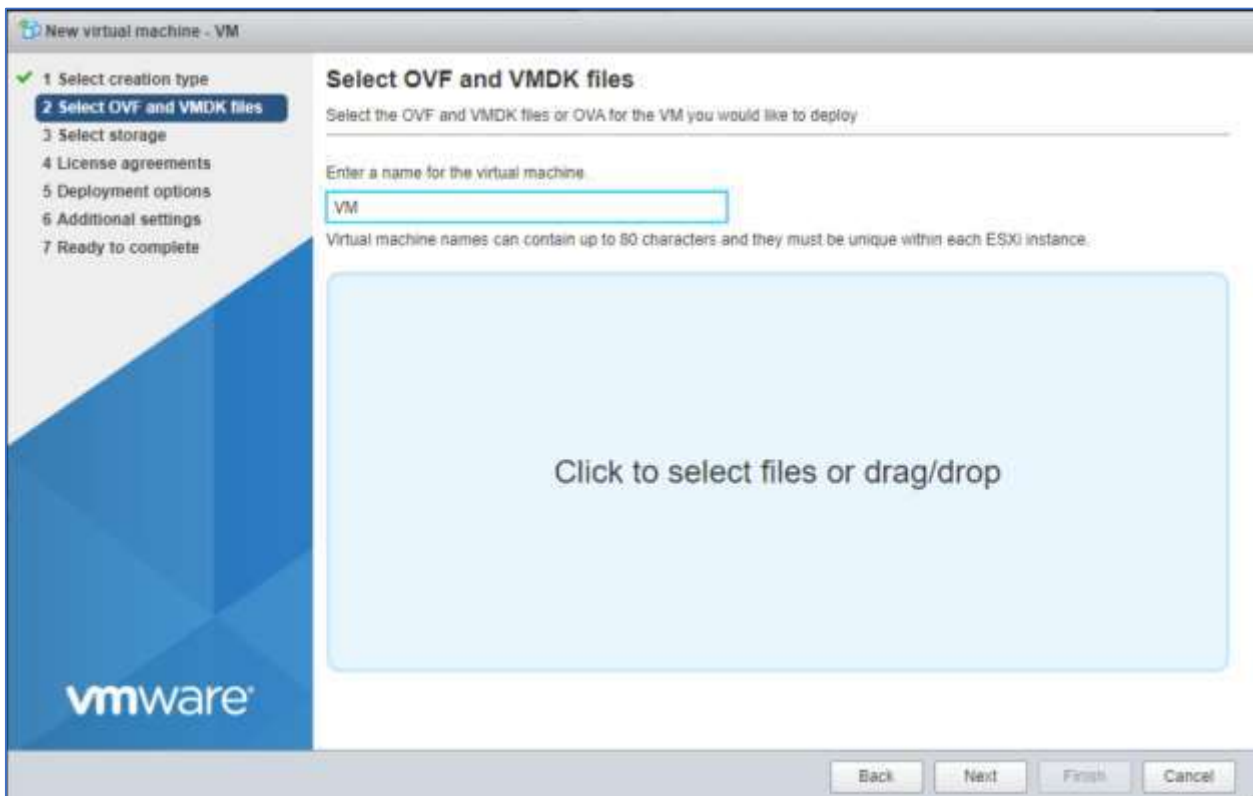 New virtual machine - VM
1 Select creation type
2 Select OVF and VMDK files
3 Select storage
4 License agreements
5 Deployment options
6 Additional settings
7 Ready to complete
vmware
Select OVF and VMDK files
Select the OVF and VMDK files or OVA for the VM you would like to deploy
Enter a name for the virtual machine.
VM
Virtual machine names can contain up to 80 characters and they must be unique within each ESXi instance.
Click to select files or drag/drop
Back Next Finish Cancel